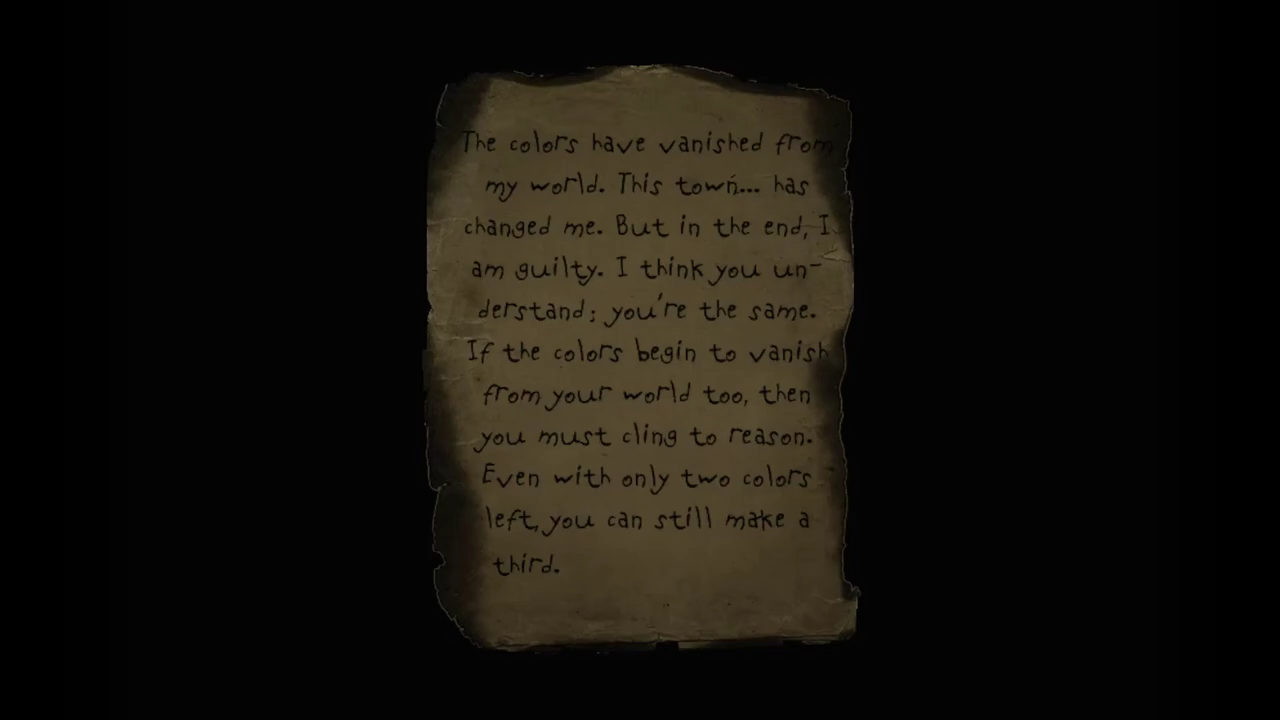 The colors have vanished from
my world. This town... has
changed me. But in the end, I
am guilty. I think you un-
derstand; you're the same.
If the colors begin to vanish
from your world too, then
you must cling to reason.
Even with only two colors
left, you can still make a
third.